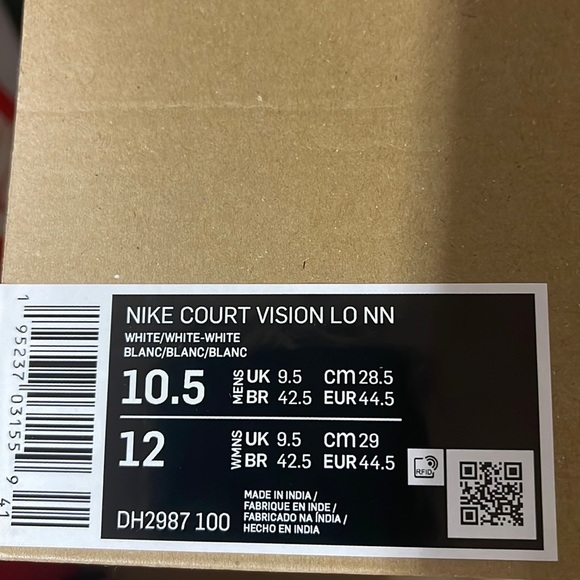 NIKE COURT VISION LO NN
WHITE/WHITE-WHITE
BLANC/BLANC/BLANC
10.5 MENS UK 9.5 CM 28.5
BR 42.5 EUR 44.5
12 WMNS UK 9.5 CM 29
BR 42.5 EUR 44.5
RFID
DH2987 100
MADE IN INDIA /
FABRIQUE EN INDE /
FABRICADO NA ÍNDIA /
HECHO EN INDIA
1 95237 03155 9 41